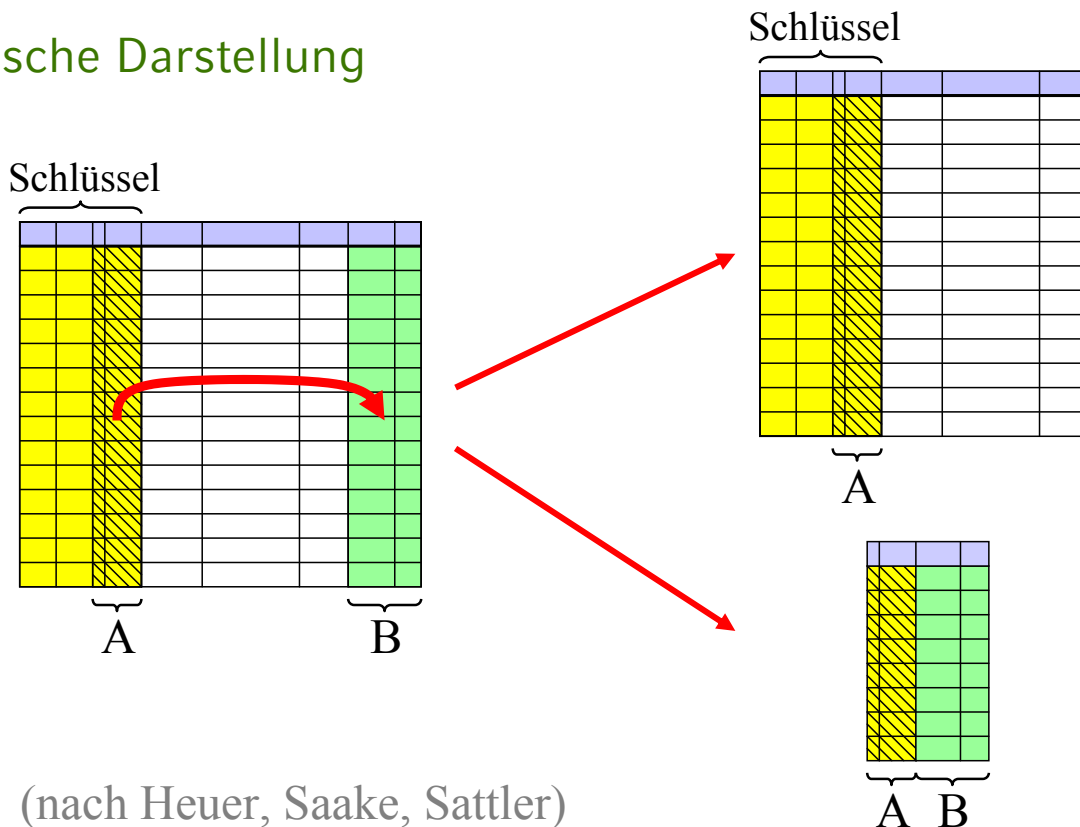 sche Darstellung
Schlüssel
Schlüssel
A
B
A
A
B
(nach Heuer, Saake, Sattler)